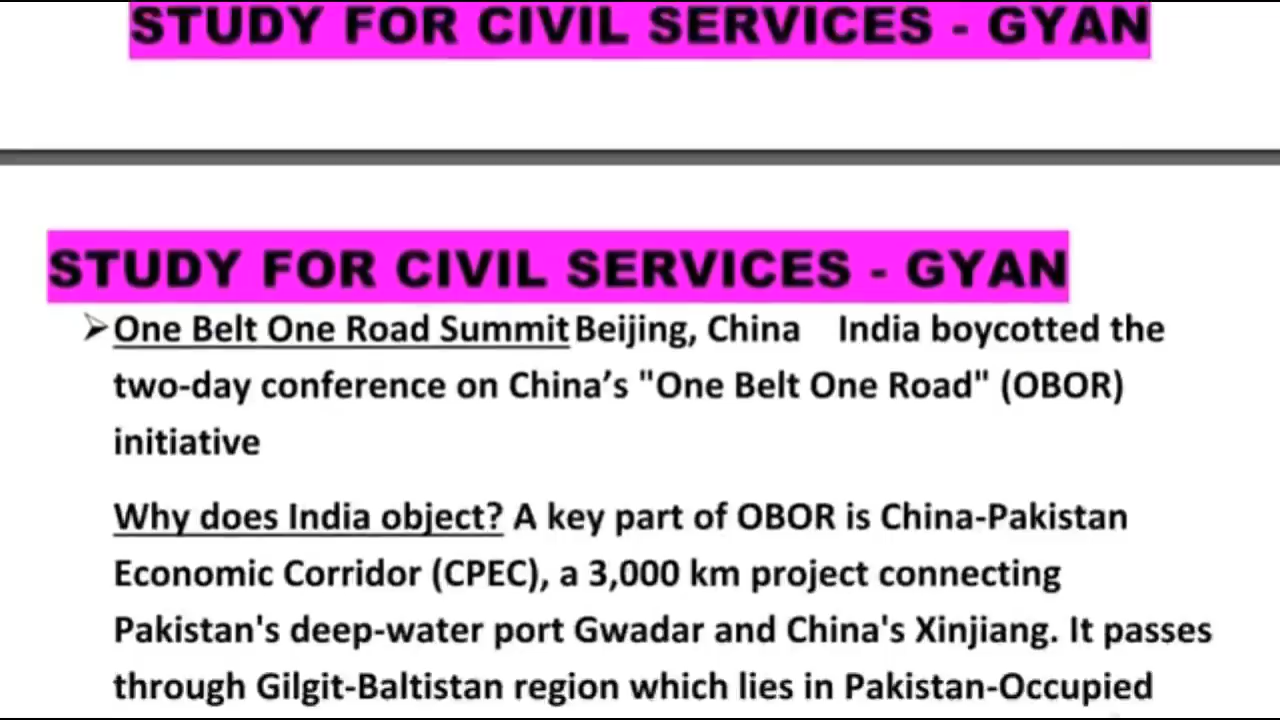 STUDY FOR CIVIL SERVICES - GYAN
STUDY FOR CIVIL SERVICES - GYAN
➢One Belt One Road Summit Beijing, China India boycotted the
two-day conference on China’s "One Belt One Road" (OBOR)
initiative
Why does India object? A key part of OBOR is China-Pakistan
Economic Corridor (CPEC), a 3,000 km project connecting
Pakistan's deep-water port Gwadar and China's Xinjiang. It passes
through Gilgit-Baltistan region which lies in Pakistan-Occupied